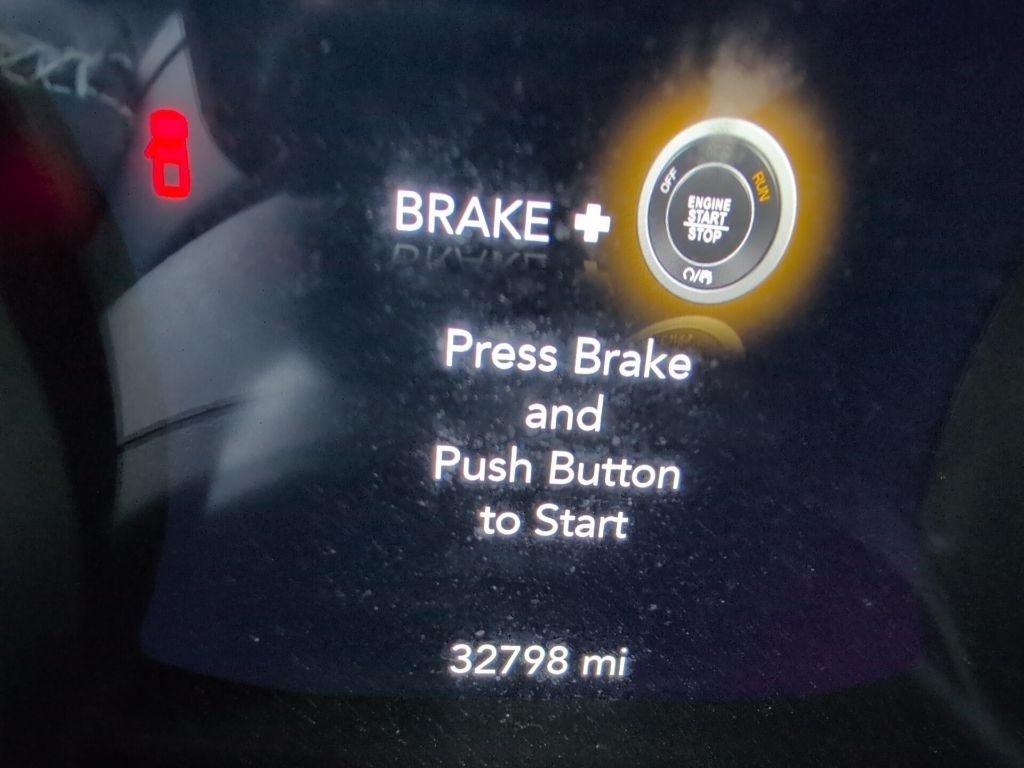 BRAKE +
OFF
RUN
ENGINE
START
STOP
Press Brake
and
Push Button
to Start
32798 mi